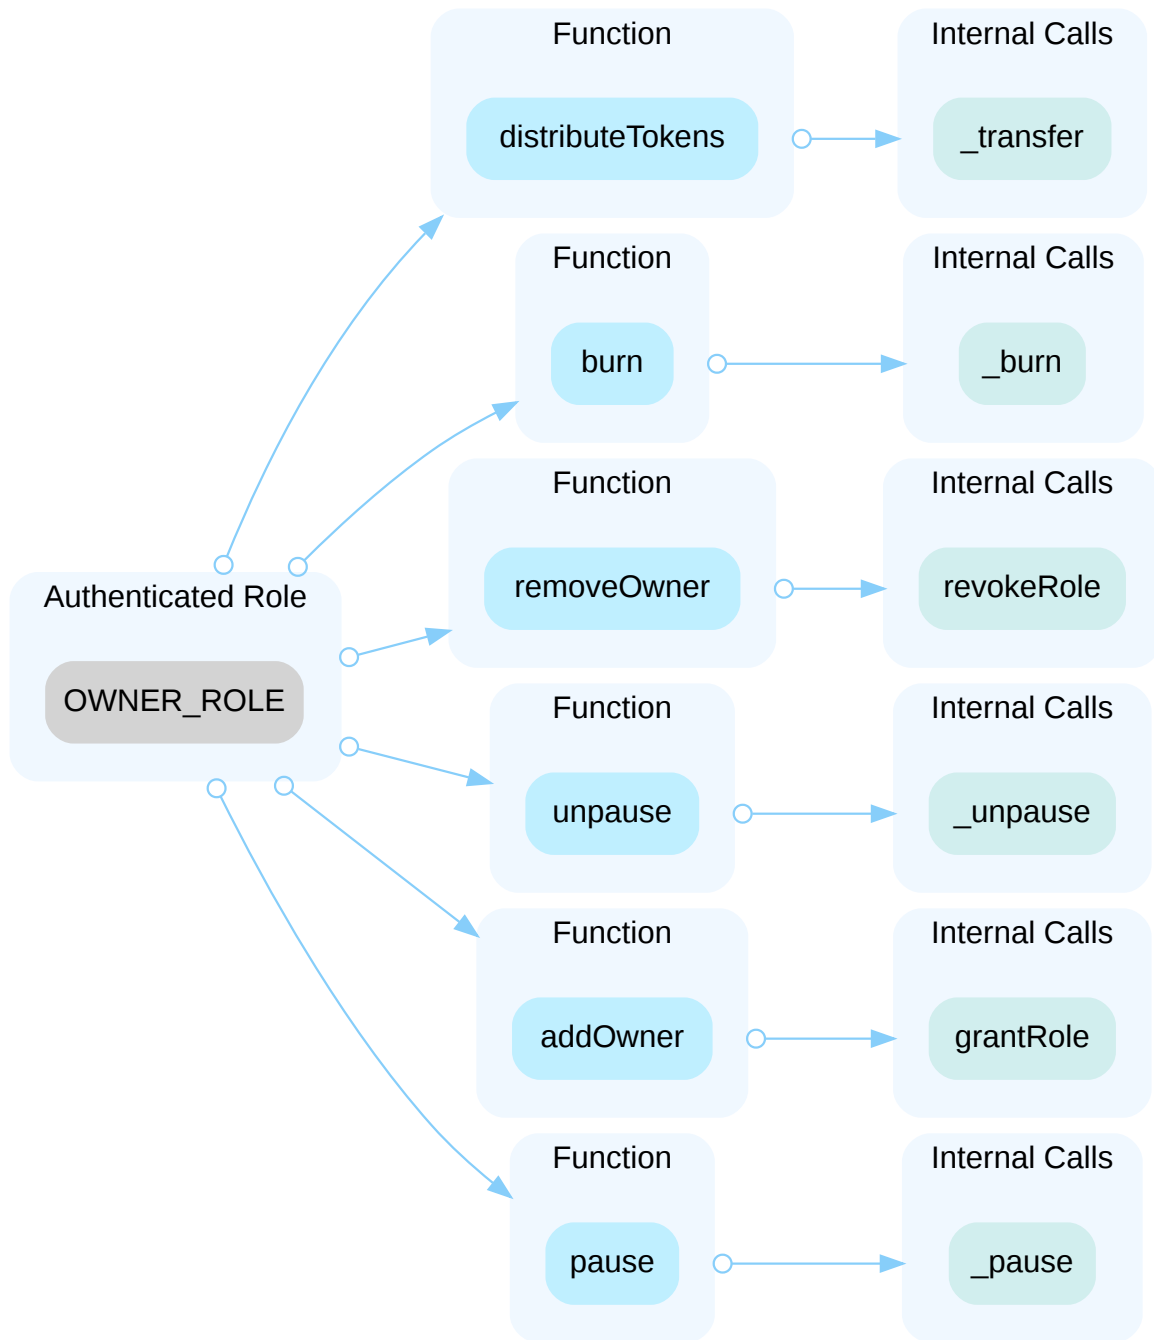 Function
Internal Calls
distributeTokens
_transfer
Function
Internal Calls
burn
_burn
Function
Internal Calls
removeOwner
revokeRole
Authenticated Role
OWNER_ROLE
Function
Internal Calls
unpause
_unpause
Function
Internal Calls
addOwner
grantRole
Function
Internal Calls
pause
_pause